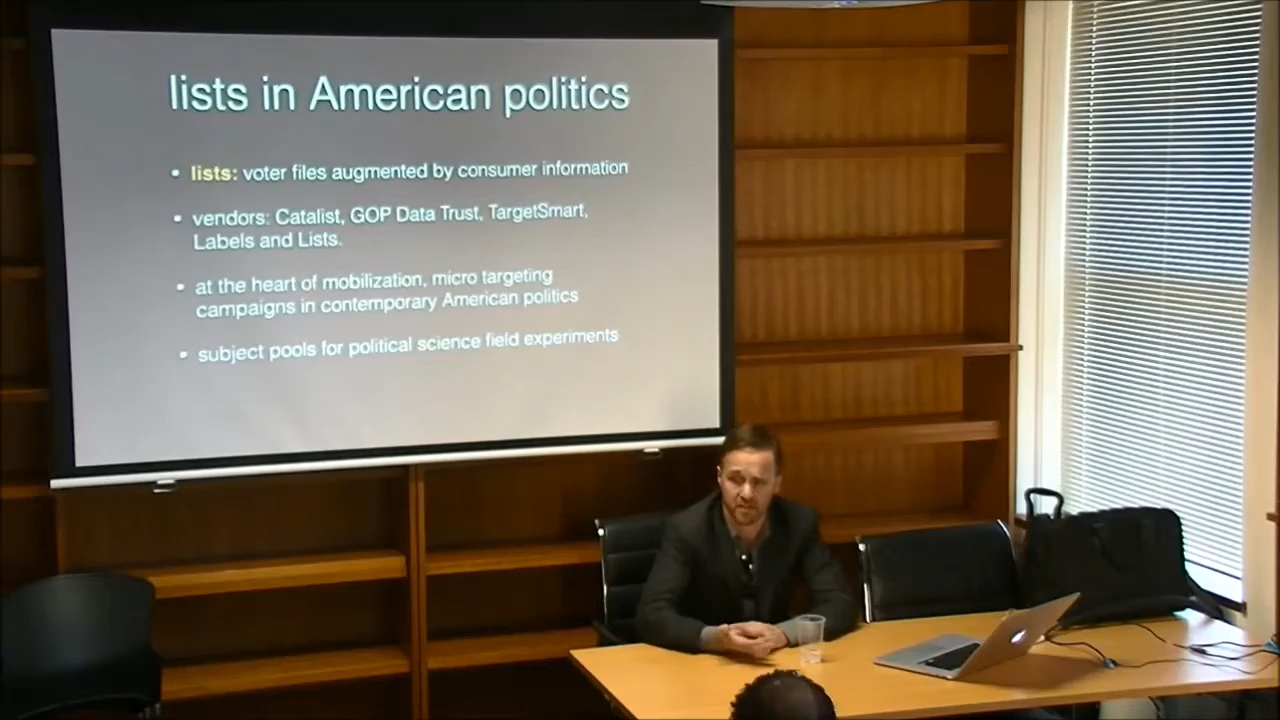 lists in American politics
• lists: voter files augmented by consumer information
• vendors: Catalist, GOP Data Trust, TargetSmart,
Labels and Lists.
• at the heart of mobilization, micro targeting
campaigns in contemporary American politics
• subject pools for political science field experiments